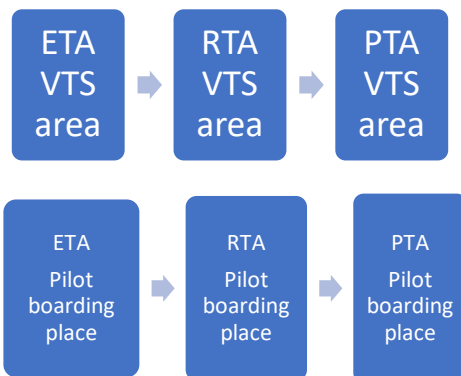 ETA
VTS
area
RTA
VTS
area
PTA
VTS
area
ETA
Pilot
boarding
place
RTA
Pilot
boarding
place
PTA
Pilot
boarding
place